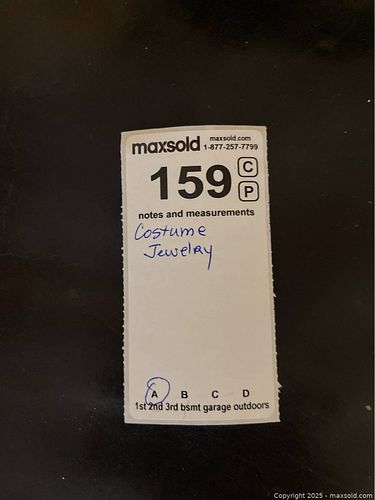 maxsold maxsold.com
1-877-257-7799
159 C
P
notes and measurements
Costume
Jewelry
A B C D
1st 2nd 3rd bsmt garage outdoors
Copyright 2025 - maxsold.com